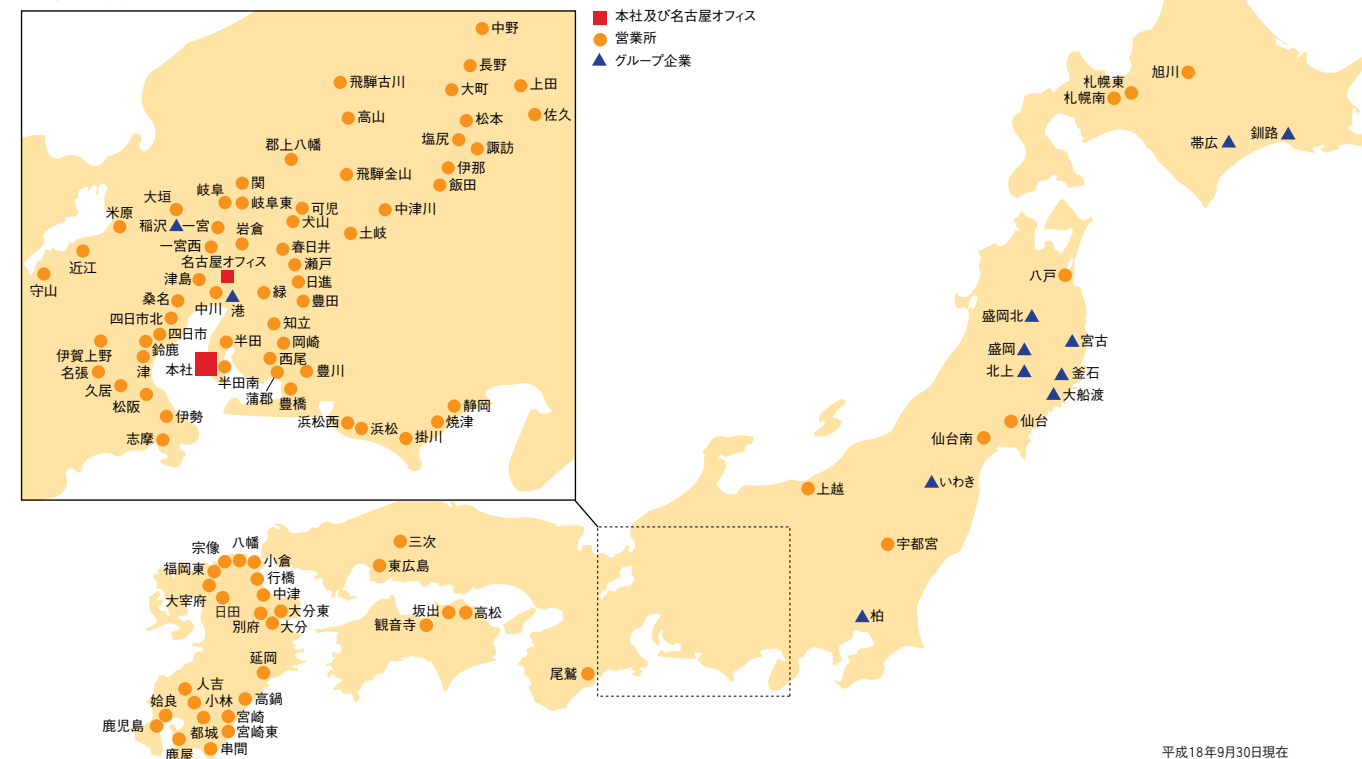 本社及び名古屋オフィス
営業所
グループ企業
中野
長野
飛騨古川
大町
上田
高山
松本
佐久
塩尻
諏訪
郡上八幡
伊那
飛騨金山
飯田
関
岐阜
大垣
岐阜東
可児
中津川
米原
稲沢
一宮
岩倉
犬山
土岐
一宮西
春日井
近江
名古屋オフィス
瀬戸
守山
津島
日進
桑名
中川
港
緑
豊田
四日市北
四日市
知立
伊賀上野
鈴鹿
半田
岡崎
名張
津
本社
西尾
久居
半田南
豊川
松阪
蒲郡
豊橋
伊勢
静岡
志摩
浜松西
浜松
焼津
掛川
旭川
札幌東
札幌南
帯広
釧路
八戸
盛岡北
盛岡
宮古
北上
釜石
大船渡
仙台
仙台南
いわき
上越
宇都宮
柏
三次
東広島
坂出
高松
観音寺
尾鷲
宗像
八幡
小倉
福岡東
行橋
大宰府
中津
日田
大分東
別府
大分
延岡
人吉
姶良
小林
高鍋
鹿児島
都城
宮崎
宮崎東
鹿屋
串間
平成18年9月30日現在